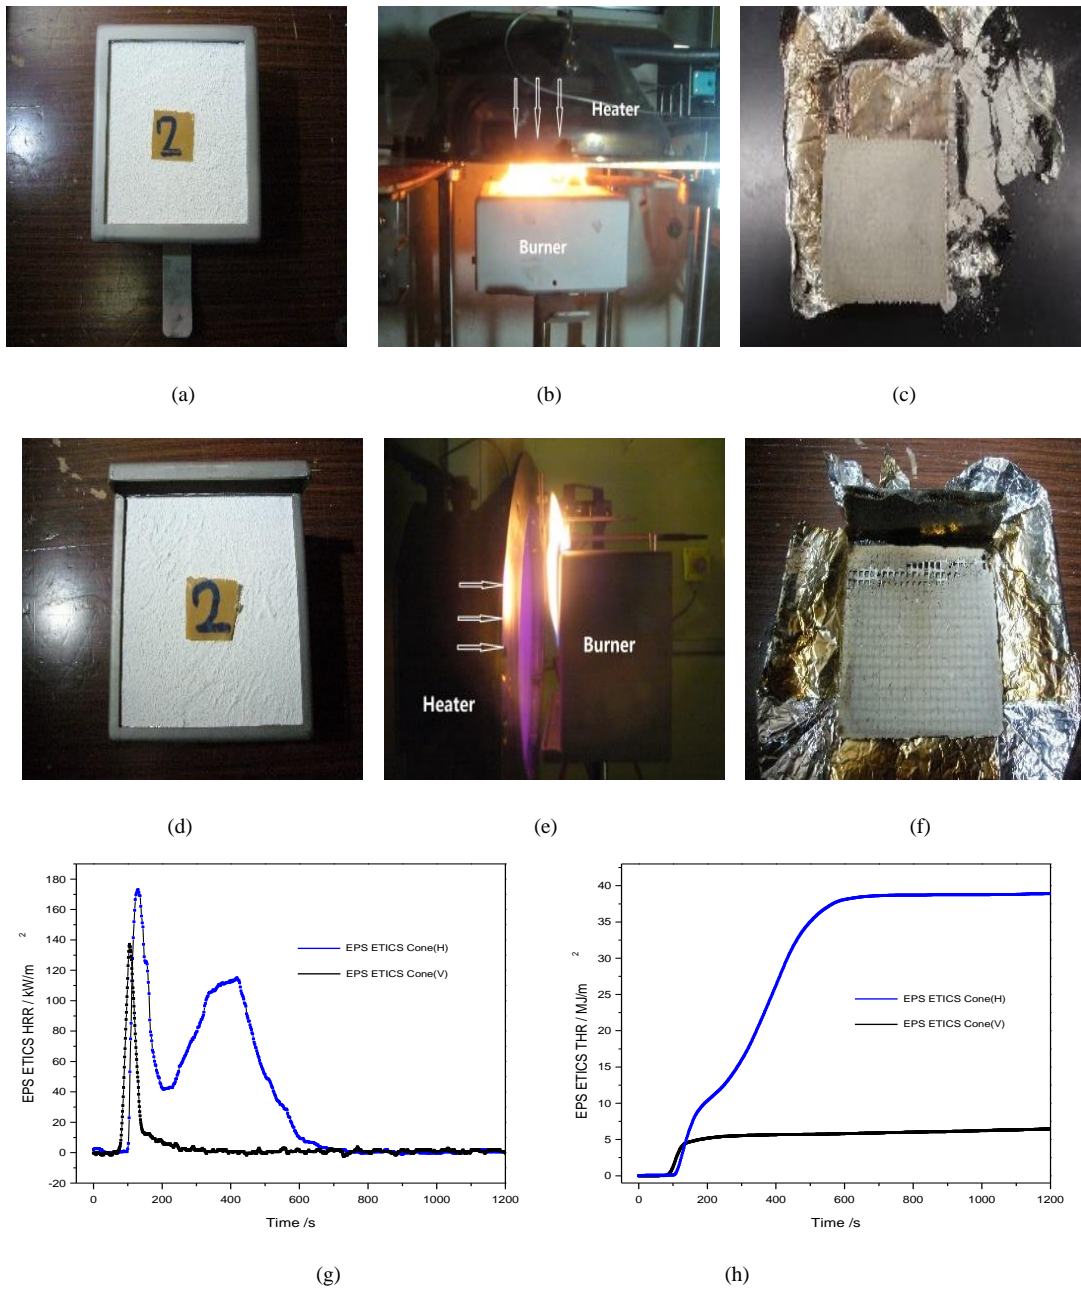 2
Heater
Burner
(a)
(b)
(c)
2
Heater
Burner
(d)
(e)
(f)
EPS ETICS HRR / kW/m 2
180
160
140
120
100
80
60
40
20
0
-20
EPS ETICS Cone(H)
EPS ETICS Cone(V)
0 200 400 600 800 1000 1200
Time /s
EPS ETICS THR / MJ/m 2
40
35
30
25
20
15
10
5
0
EPS ETICS Cone(H)
EPS ETICS Cone(V)
0 200 400 600 800 1000 1200
Time /s
(g)
(h)